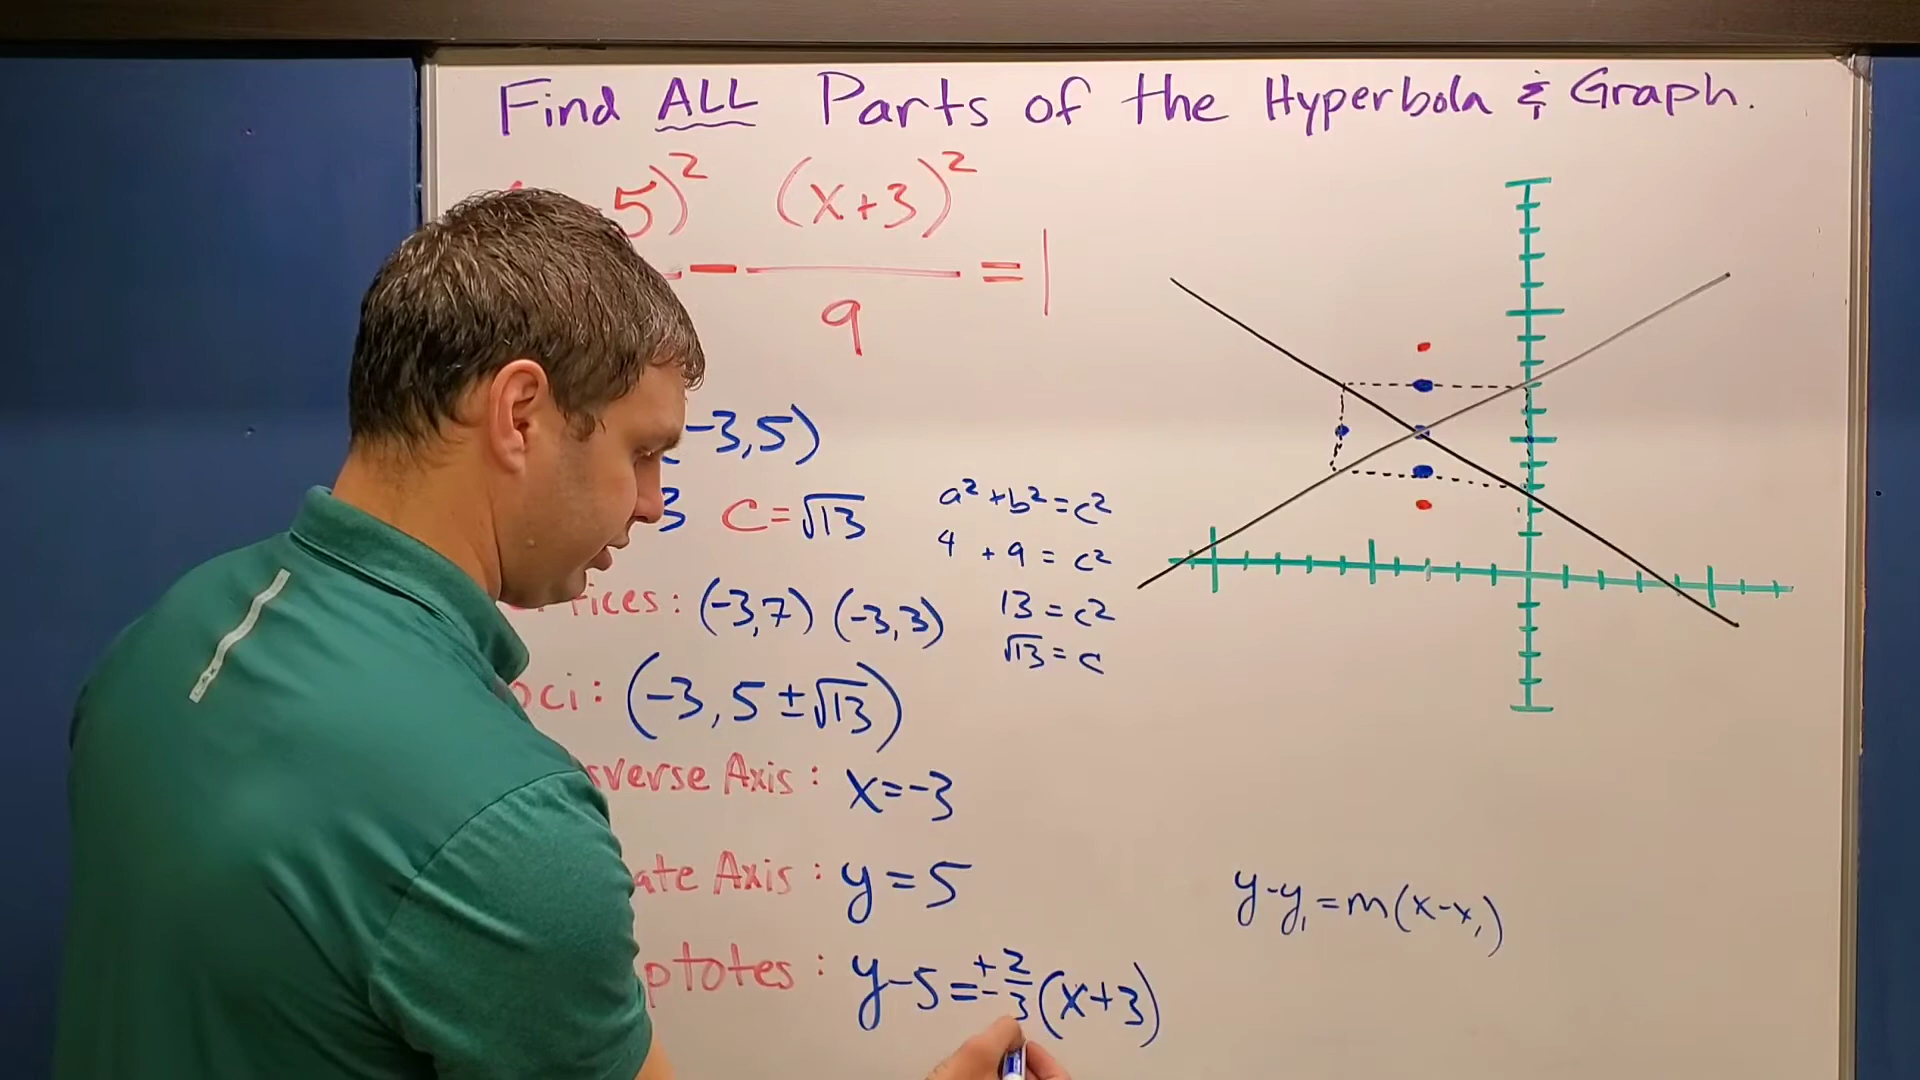 Find ALL Parts of the Hyperbola & Graph.
5)² − (x+3)²
9
= 1
(-3,5)
3 C=√13
a²+b²=c²
4 + 9 = c²
13 = c²
√13 = c
tices: (-3,7) (-3,3)
oci: (-3, 5 ± √13)
sverse Axis: x=-3
ate Axis: y=5
ptotes: y-5=±2/3(x+3)
y-y₁=m(x-x₁)